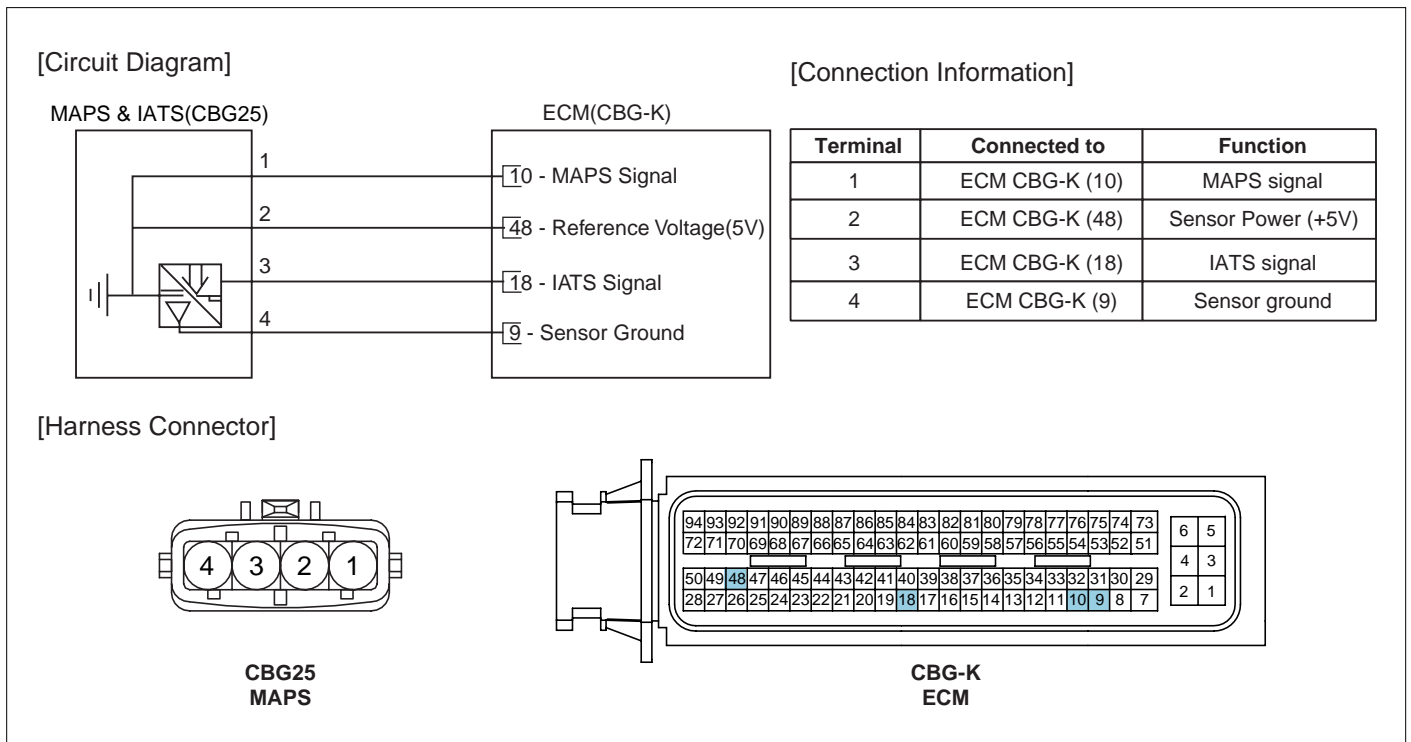 [Circuit Diagram]
MAPS & IATS(CBG25)
ECM(CBG-K)
1
10 - MAPS Signal
2
48 - Reference Voltage(5V)
3
18 - IATS Signal
4
9 - Sensor Ground
[Connection Information]
Terminal Connected to Function
1 ECM CBG-K (10) MAPS signal
2 ECM CBG-K (48) Sensor Power (+5V)
3 ECM CBG-K (18) IATS signal
4 ECM CBG-K (9) Sensor ground
[Harness Connector]
4 3 2 1
CBG25
MAPS
94 93 92 91 90 89 88 87 86 85 84 83 82 81 80 79 78 77 76 75 74 73
72 71 70 69 68 67 66 65 64 63 62 61 60 59 58 57 56 55 54 53 52 51
50 49 48 47 46 45 44 43 42 41 40 39 38 37 36 35 34 33 32 31 30 29
28 27 26 25 24 23 22 21 20 19 18 17 16 15 14 13 12 11 10 9 8 7
6 5
4 3
2 1
CBG-K
ECM